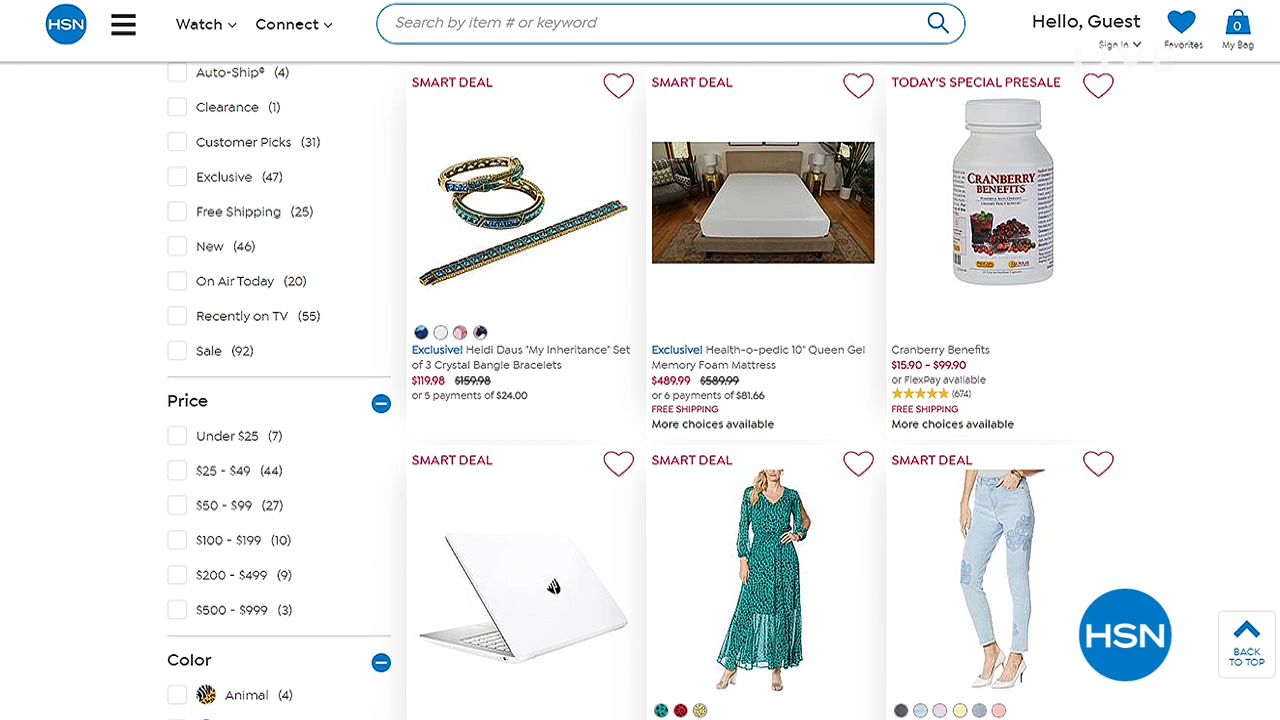 HSN
Watch
Connect
Search by item # or keyword
Hello, Guest
Sign In
Favorites
0
My Bag
LIVE
Auto-Ship® (4)
Clearance (1)
Customer Picks (31)
Exclusive (47)
Free Shipping (25)
New (46)
On Air Today (20)
Recently on TV (55)
Sale (92)
Price
Under $25 (7)
$25 - $49 (44)
$50 - $99 (27)
$100 - $199 (10)
$200 - $499 (9)
$500 - $999 (3)
Color
Animal (4)
SMART DEAL
Exclusive! Heidi Daus "My Inheritance" Set
of 3 Crystal Bangle Bracelets
$119.98 $159.98
or 5 payments of $24.00
SMART DEAL
Exclusive! Health-o-pedic 10" Queen Gel
Memory Foam Mattress
$489.99 $589.99
or 6 payments of $81.66
FREE SHIPPING
More choices available
TODAY'S SPECIAL PRESALE
CRANBERRY
BENEFITS
Cranberry Benefits
$15.90 - $99.90
or FlexPay available
(674)
FREE SHIPPING
More choices available
SMART DEAL
hp
SMART DEAL
SMART DEAL
HSN
BACK
TO TOP